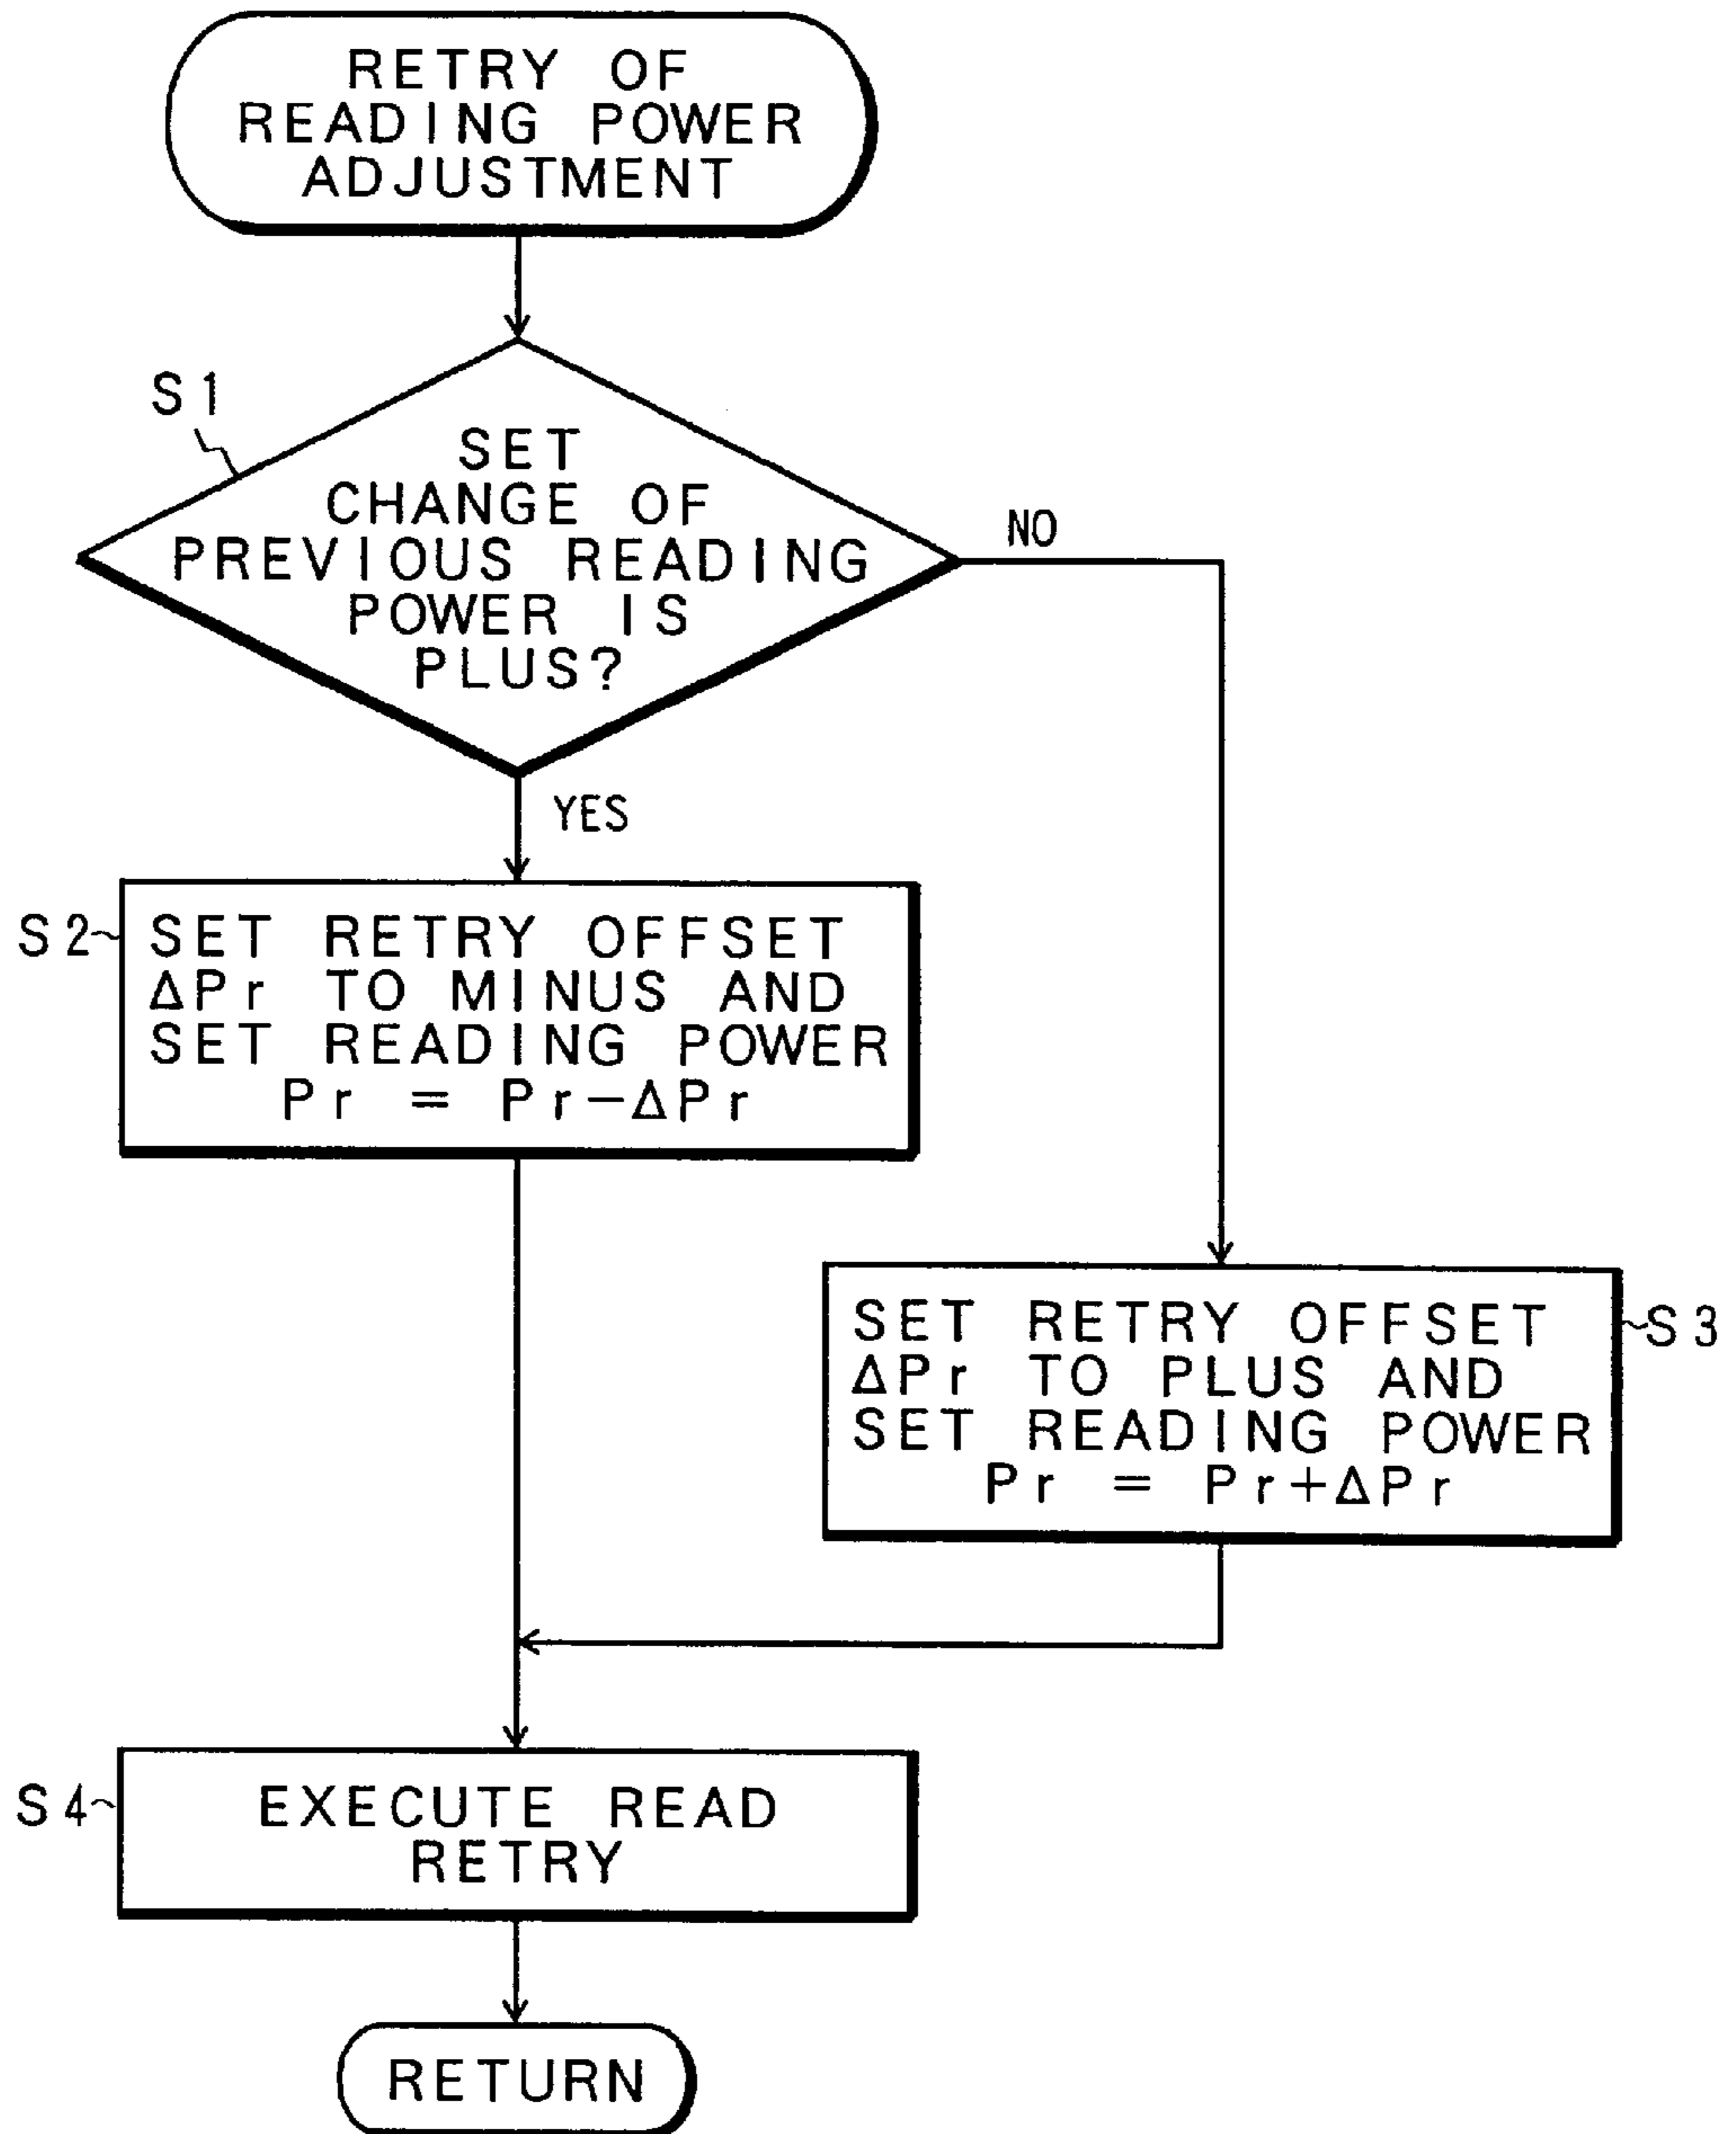 RETRY OF
READING POWER
ADJUSTMENT
S1
SET
CHANGE OF
PREVIOUS READING
POWER IS
PLUS?
NO
YES
S2
SET RETRY OFFSET
ΔPr TO MINUS AND
SET READING POWER
Pr = Pr−ΔPr
S3
SET RETRY OFFSET
ΔPr TO PLUS AND
SET READING POWER
Pr = Pr+ΔPr
S4
EXECUTE READ
RETRY
RETURN